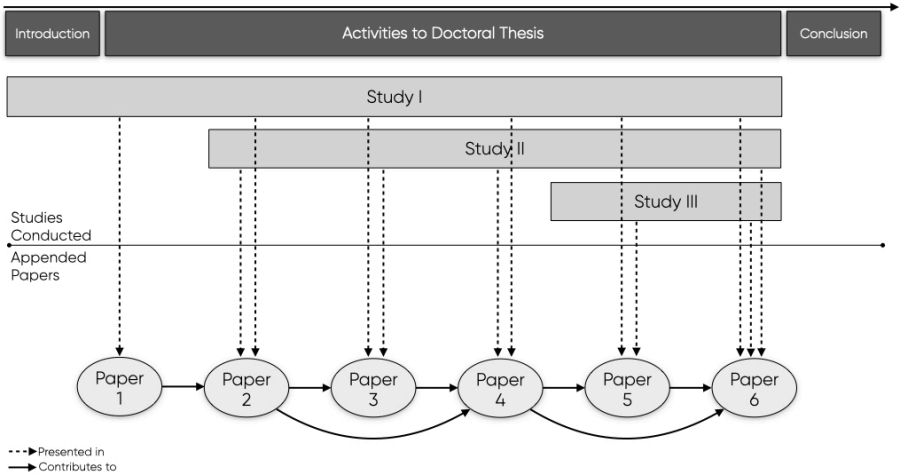 Introduction
Activities to Doctoral Thesis
Conclusion
Study I
Study II
Study III
Studies
Conducted
Appended
Papers
Paper
1
Paper
2
Paper
3
Paper
4
Paper
5
Paper
6
Presented in
Contributes to